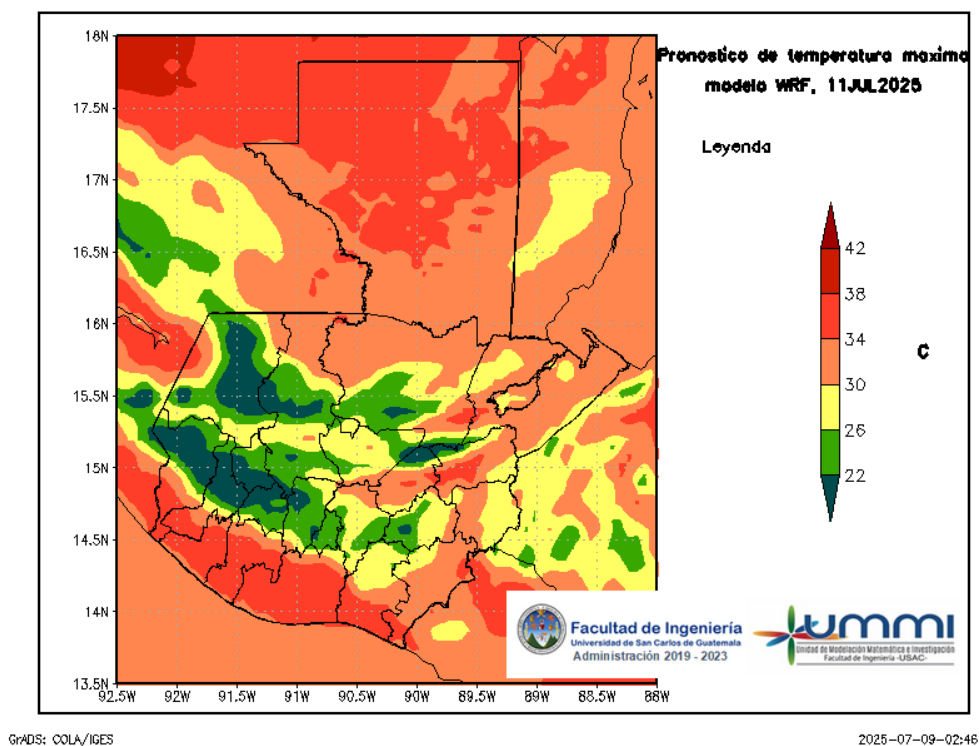 Pronostico de temperatura maxima
modelo WRF, 11JUL2025
Leyenda
42
38
34
30
26
22
C
18N
17.5N
17N
16.5N
16N
15.5N
15N
14.5N
14N
13.5N
92.5W 92W 91.5W 91W 90.5W 90W 89.5W 89W 88.5W 88W
Facultad de Ingeniería
Universidad de San Carlos de Guatemala
Administración 2019 - 2023
ummi
Unidad de Modelación Matemática e Investigación
Facultad de Ingeniería -USAC-
GrADS: COLA/IGES
2025-07-09-02:46